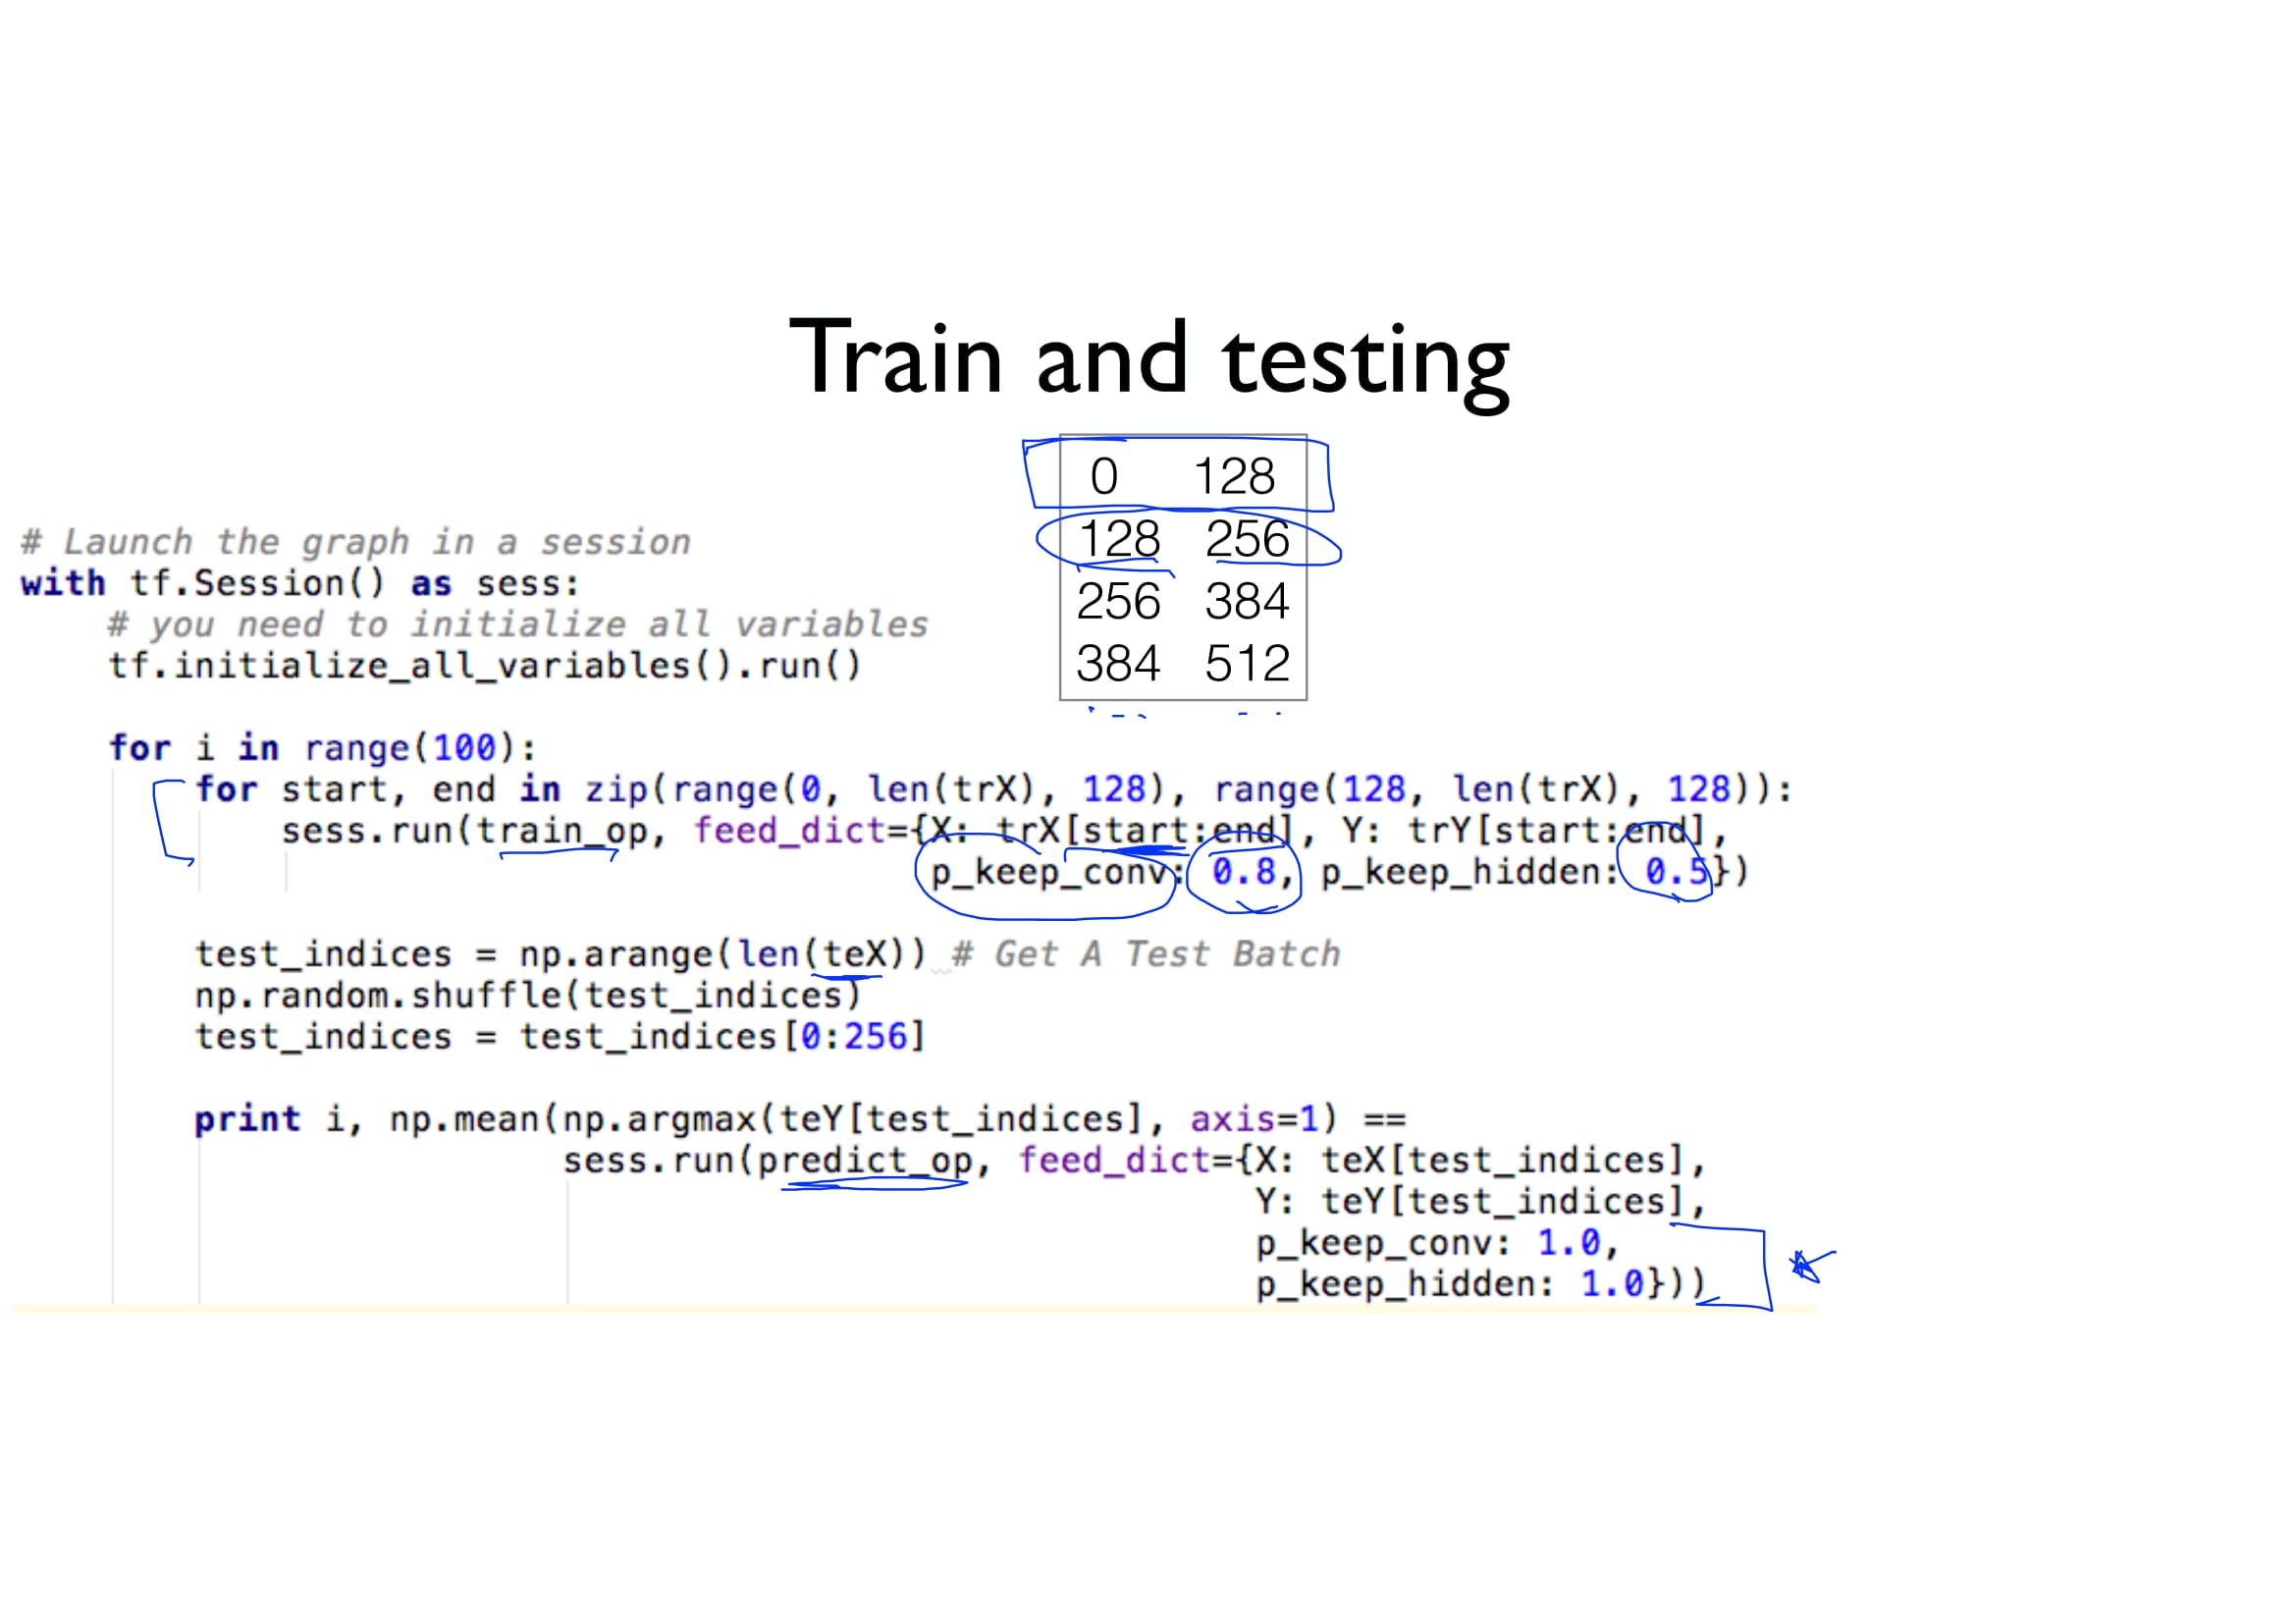 Train and testing
0 128
128 256
256 384
384 512
# Launch the graph in a session
with tf.Session() as sess:
# you need to initialize all variables
tf.initialize_all_variables().run()
for i in range(100):
for start, end in zip(range(0, len(trX), 128), range(128, len(trX), 128)):
sess.run(train_op, feed_dict={X: trX[start:end], Y: trY[start:end],
p_keep_conv: 0.8, p_keep_hidden: 0.5})
test_indices = np.arange(len(teX)) # Get A Test Batch
np.random.shuffle(test_indices)
test_indices = test_indices[0:256]
print i, np.mean(np.argmax(teY[test_indices], axis=1) ==
sess.run(predict_op, feed_dict={X: teX[test_indices],
Y: teY[test_indices],
p_keep_conv: 1.0,
p_keep_hidden: 1.0}))